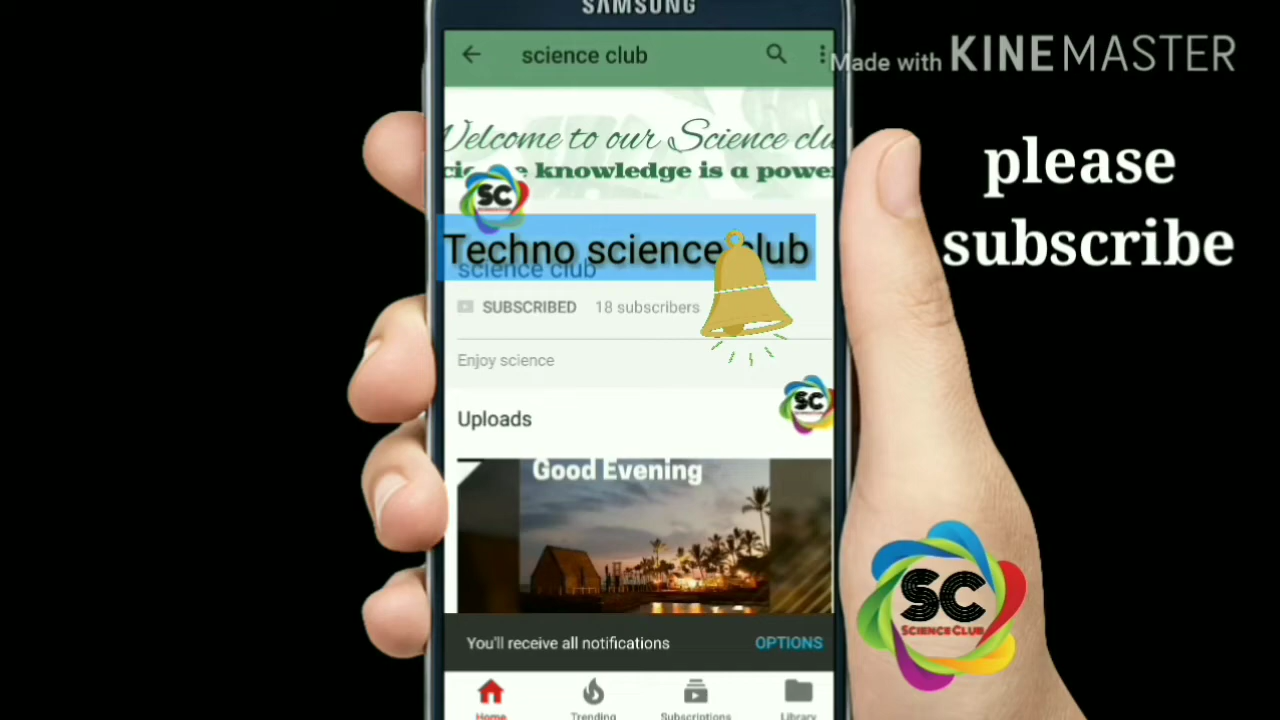 SAMSUNG
science club
Made with KINEMASTER
Welcome to our Science clu
knowledge is a power
SC
Techno science club
science club
SUBSCRIBED 18 subscribers
Enjoy science
SC
Uploads
Good Evening
You'll receive all notifications OPTIONS
Home Trending Subscriptions Library
please
subscribe
SC
SCIENCE CLUB